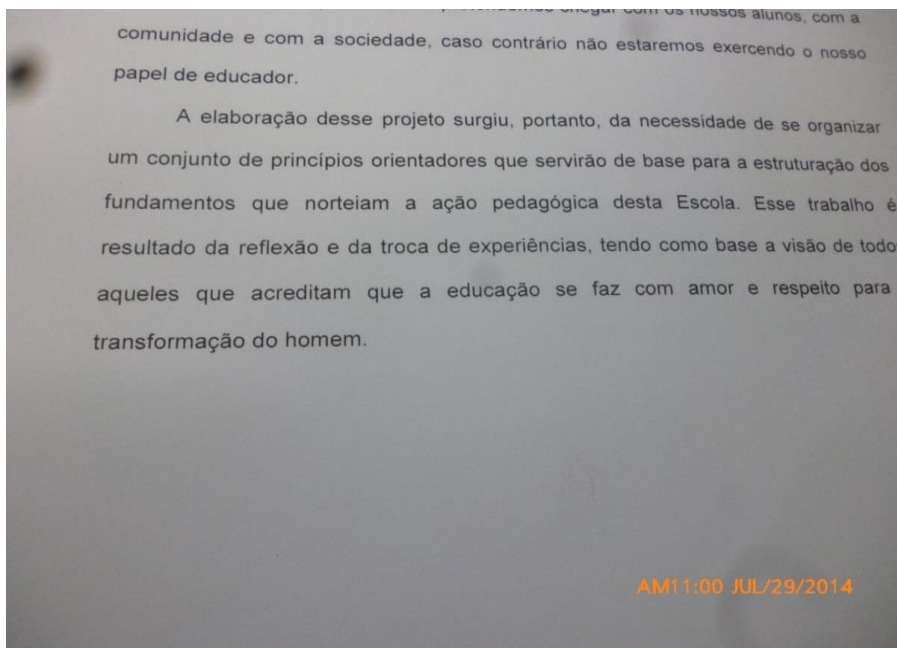 chegar com os nossos alunos, com a
comunidade e com a sociedade, caso contrário não estaremos exercendo o nosso
papel de educador.
A elaboração desse projeto surgiu, portanto, da necessidade de se organizar
um conjunto de princípios orientadores que servirão de base para a estruturação dos
fundamentos que norteiam a ação pedagógica desta Escola. Esse trabalho é
resultado da reflexão e da troca de experiências, tendo como base a visão de todo
aqueles que acreditam que a educação se faz com amor e respeito para
transformação do homem.
AM11:00 JUL/29/2014